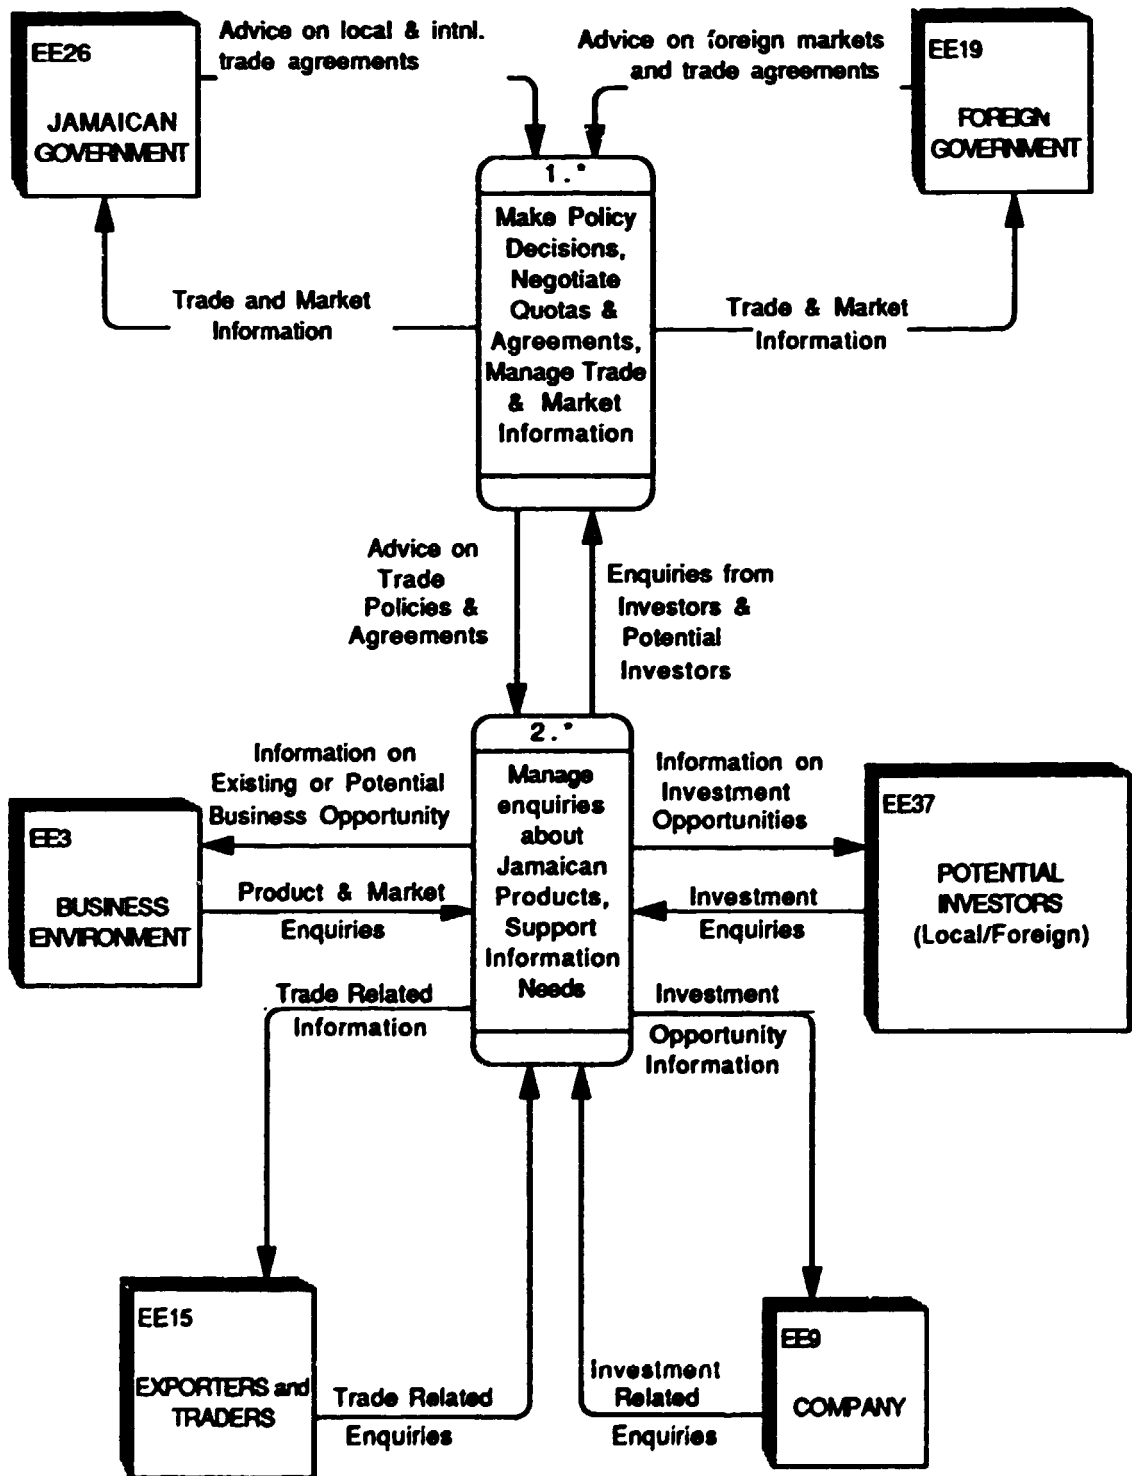 EE26
JAMAICAN
GOVERNMENT
Advice on local & intnl.
trade agreements
Advice on foreign markets
and trade agreements
EE19
FOREIGN
GOVERNMENT
1.*
Make Policy
Decisions,
Negotiate
Quotas &
Agreements,
Manage Trade
& Market
Information
Trade and Market
Information
Trade & Market
Information
Advice on
Trade
Policies &
Agreements
Enquiries from
Investors &
Potential
Investors
2.*
Manage
enquiries
about
Jamaican
Products,
Support
Information
Needs
Information on
Existing or Potential
Business Opportunity
EE3
BUSINESS
ENVIRONMENT
Product & Market
Enquiries
Information on
Investment
Opportunities
EE37
POTENTIAL
INVESTORS
(Local/Foreign)
Investment
Enquiries
Trade Related
Information
Investment
Opportunity
Information
EE15
EXPORTERS and
TRADERS
Trade Related
Enquiries
Investment
Related
Enquiries
EE9
COMPANY